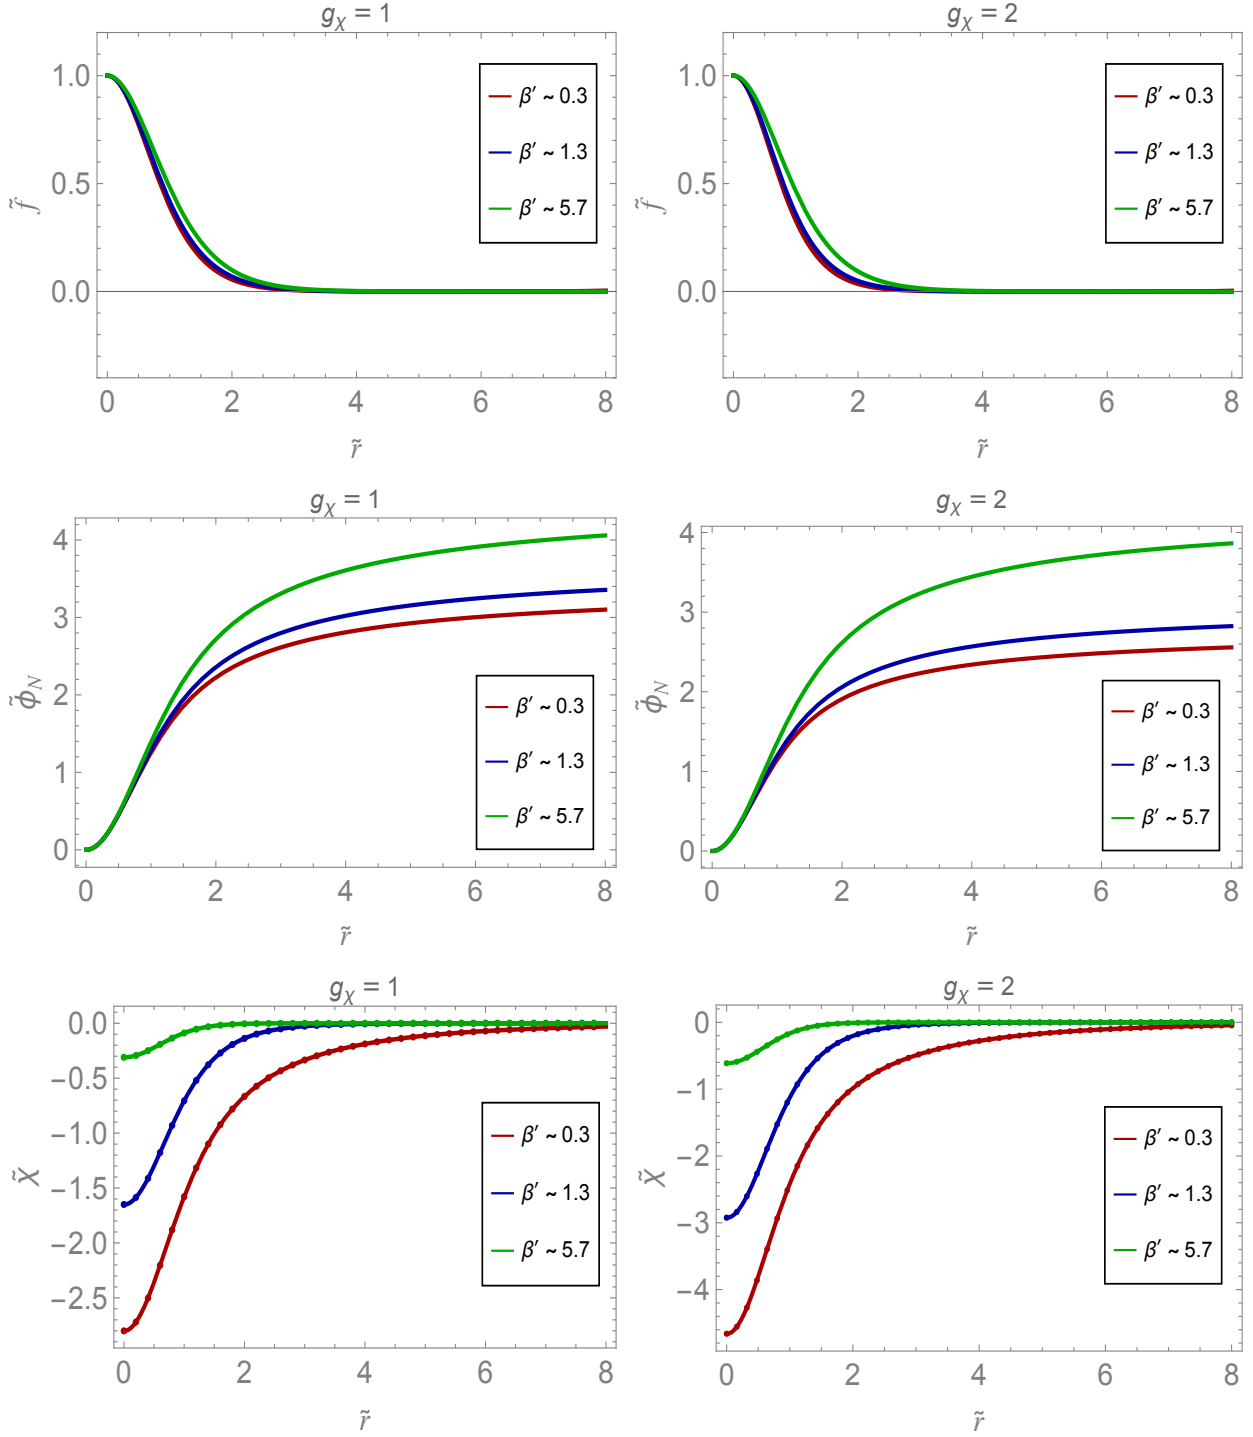 g_χ = 1
1.0
0.5
0.0
f̃
0 2 4 6 8
r̃
β′ ~ 0.3
β′ ~ 1.3
β′ ~ 5.7
g_χ = 2
1.0
0.5
0.0
f̃
0 2 4 6 8
r̃
β′ ~ 0.3
β′ ~ 1.3
β′ ~ 5.7
g_χ = 1
4
3
2
1
0
ϕ̃_N
0 2 4 6 8
r̃
β′ ~ 0.3
β′ ~ 1.3
β′ ~ 5.7
g_χ = 2
4
3
2
1
0
ϕ̃_N
0 2 4 6 8
r̃
β′ ~ 0.3
β′ ~ 1.3
β′ ~ 5.7
g_χ = 1
0.0
−0.5
−1.0
−1.5
−2.0
−2.5
χ̃
0 2 4 6 8
r̃
β′ ~ 0.3
β′ ~ 1.3
β′ ~ 5.7
g_χ = 2
0
−1
−2
−3
−4
χ̃
0 2 4 6 8
r̃
β′ ~ 0.3
β′ ~ 1.3
β′ ~ 5.7